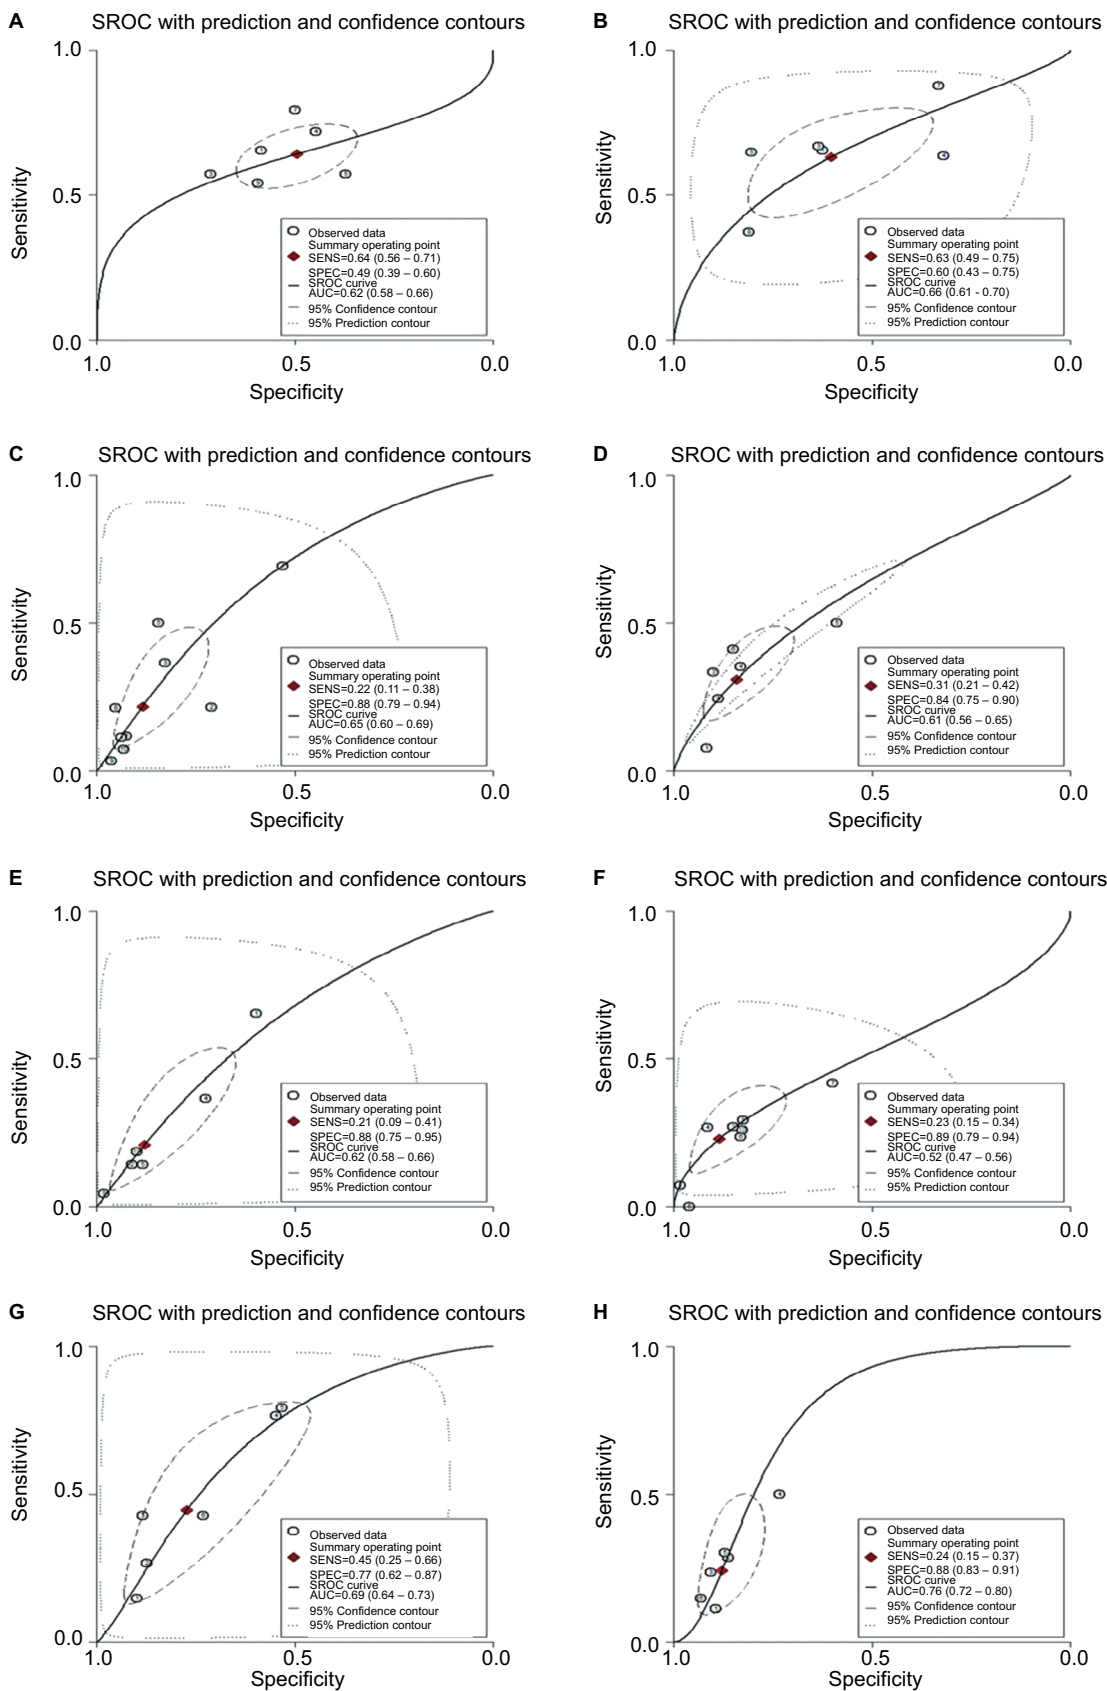 A
SROC with prediction and confidence contours
1.0
0.5
0.0
Sensitivity
Observed data
Summary operating point
SENS=0.64 (0.56 – 0.71)
SPEC=0.49 (0.39 – 0.60)
SROC curive
AUC=0.62 (0.58 – 0.66)
95% Confidence contour
95% Prediction contour
1.0
0.5
0.0
Specificity
B
SROC with prediction and confidence contours
1.0
0.5
0.0
Sensitivity
Observed data
Summary operating point
SENS=0.63 (0.49 – 0.75)
SPEC=0.60 (0.43 – 0.75)
SROC curive
AUC=0.66 (0.61 - 0.70)
95% Confidence contour
95% Prediction contour
1.0
0.5
0.0
Specificity
C
SROC with prediction and confidence contours
1.0
0.5
0.0
Sensitivity
Observed data
Summary operating point
SENS=0.22 (0.11 – 0.38)
SPEC=0.88 (0.79 – 0.94)
SROC curive
AUC=0.65 (0.60 – 0.69)
95% Confidence contour
95% Prediction contour
1.0
0.5
0.0
Specificity
D
SROC with prediction and confidence contours
1.0
0.5
0.0
Sensitivity
Observed data
Summary operating point
SENS=0.31 (0.21 – 0.42)
SPEC=0.84 (0.75 – 0.90)
SROC curive
AUC=0.61 (0.56 – 0.65)
95% Confidence contour
95% Prediction contour
1.0
0.5
0.0
Specificity
E
SROC with prediction and confidence contours
1.0
0.5
0.0
Sensitivity
Observed data
Summary operating point
SENS=0.21 (0.09 – 0.41)
SPEC=0.88 (0.75 – 0.95)
SROC curive
AUC=0.62 (0.58 – 0.66)
95% Confidence contour
95% Prediction contour
1.0
0.5
0.0
Specificity
F
SROC with prediction and confidence contours
1.0
0.5
0.0
Sensitivity
Observed data
Summary operating point
SENS=0.23 (0.15 – 0.34)
SPEC=0.89 (0.79 – 0.94)
SROC curive
AUC=0.52 (0.47 – 0.56)
95% Confidence contour
95% Prediction contour
1.0
0.5
0.0
Specificity
G
SROC with prediction and confidence contours
1.0
0.5
0.0
Sensitivity
Observed data
Summary operating point
SENS=0.45 (0.25 – 0.66)
SPEC=0.77 (0.62 – 0.87)
SROC curive
AUC=0.69 (0.64 – 0.73)
95% Confidence contour
95% Prediction contour
1.0
0.5
0.0
Specificity
H
SROC with prediction and confidence contours
1.0
0.5
0.0
Sensitivity
Observed data
Summary operating point
SENS=0.24 (0.15 – 0.37)
SPEC=0.88 (0.83 – 0.91)
SROC curive
AUC=0.76 (0.72 – 0.80)
95% Confidence contour
95% Prediction contour
1.0
0.5
0.0
Specificity